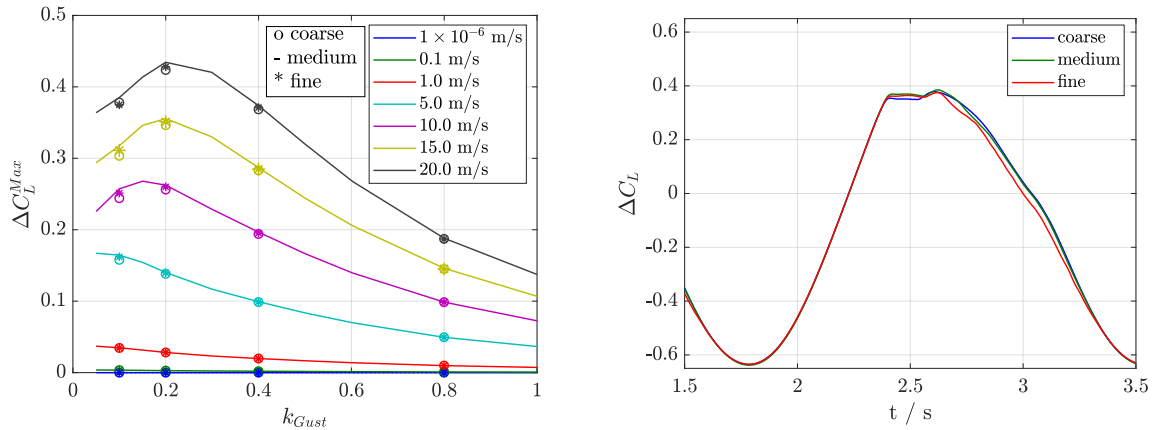 0.5
0.4
0.3
0.2
0.1
0
ΔC_L^{Max}
o coarse
- medium
* fine
1 × 10^{-6} m/s
0.1 m/s
1.0 m/s
5.0 m/s
10.0 m/s
15.0 m/s
20.0 m/s
0 0.2 0.4 0.6 0.8 1
k_{Gust}
0.6
0.4
0.2
0
-0.2
-0.4
-0.6
ΔC_L
coarse
medium
fine
1.5 2 2.5 3 3.5
t / s